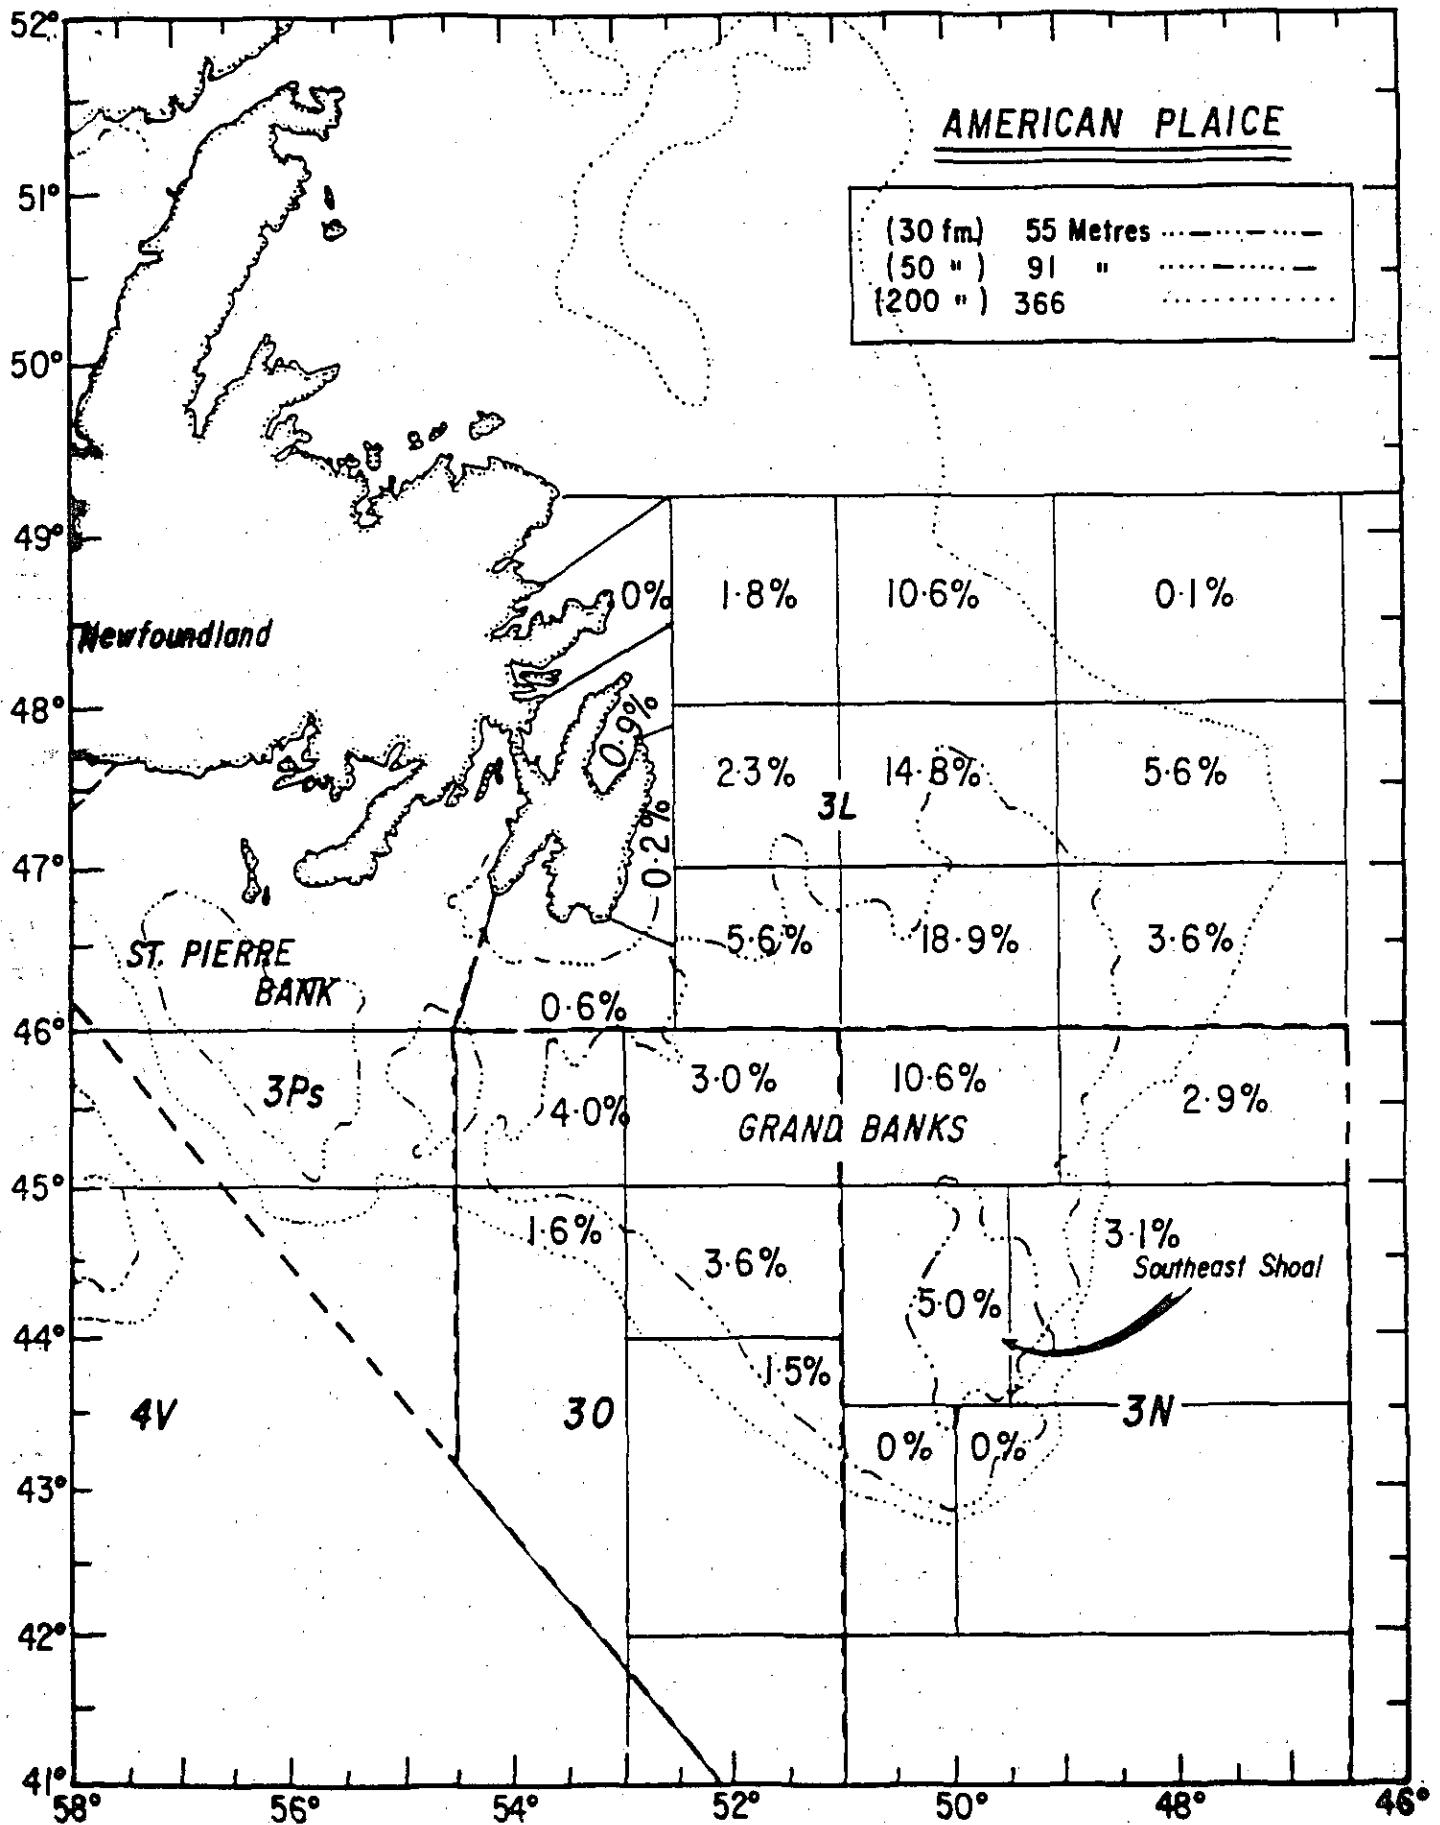 52°
AMERICAN PLAICE
51°
(30 fm.) 55 Metres
(50 " ) 91 "
(200 " ) 366
50°
49°
0% 1·8% 10·6% 0·1%
Newfoundland
48°
0·9%
2·3% 14·8% 5·6%
3L
0·2%
47°
5·6% 18·9% 3·6%
ST. PIERRE
BANK
0·6%
46°
3Ps 4·0% 3·0% 10·6% 2·9%
GRAND BANKS
45°
1·6% 3·6% 3·1%
Southeast Shoal
5·0%
44°
1·5%
4V 3O 3N
0% 0%
43°
42°
41°
58° 56° 54° 52° 50° 48° 46°